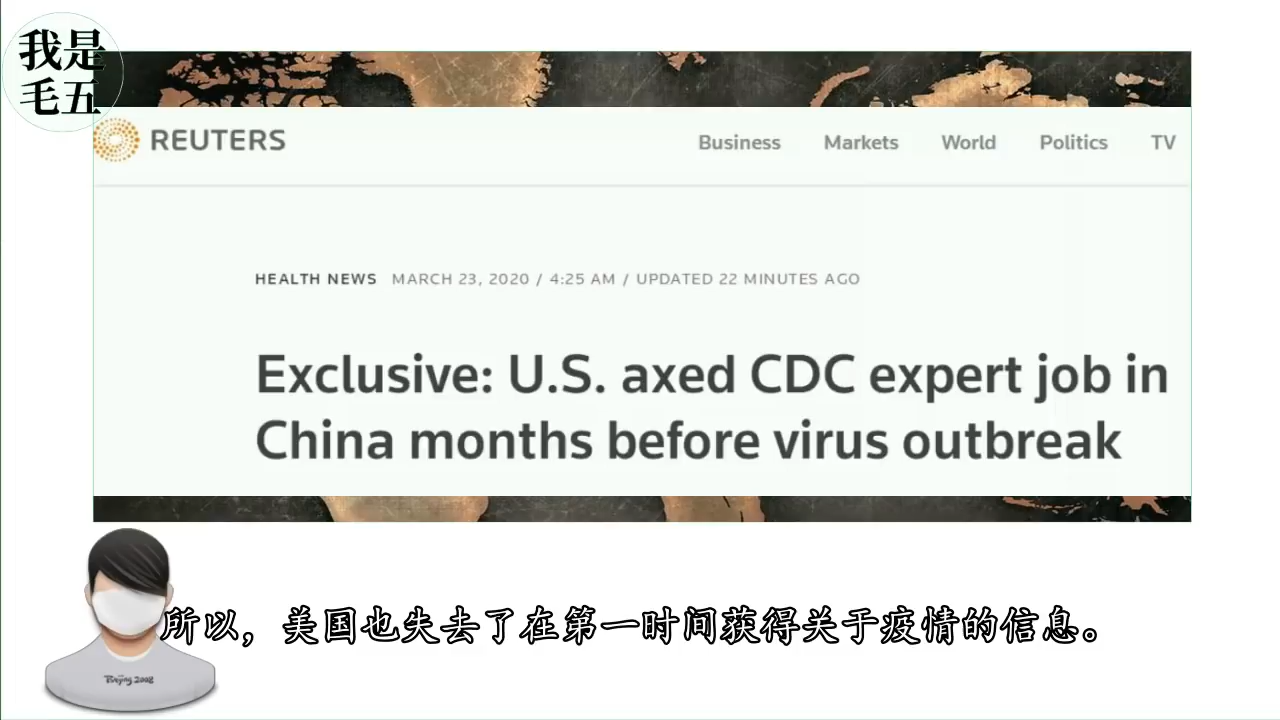 我是
毛五
REUTERS
Business Markets World Politics TV
HEALTH NEWS MARCH 23, 2020 / 4:25 AM / UPDATED 22 MINUTES AGO
Exclusive: U.S. axed CDC expert job in
China months before virus outbreak
所以，美国也失去了在第一时间获得关于疫情的信息。
Beijing 2008